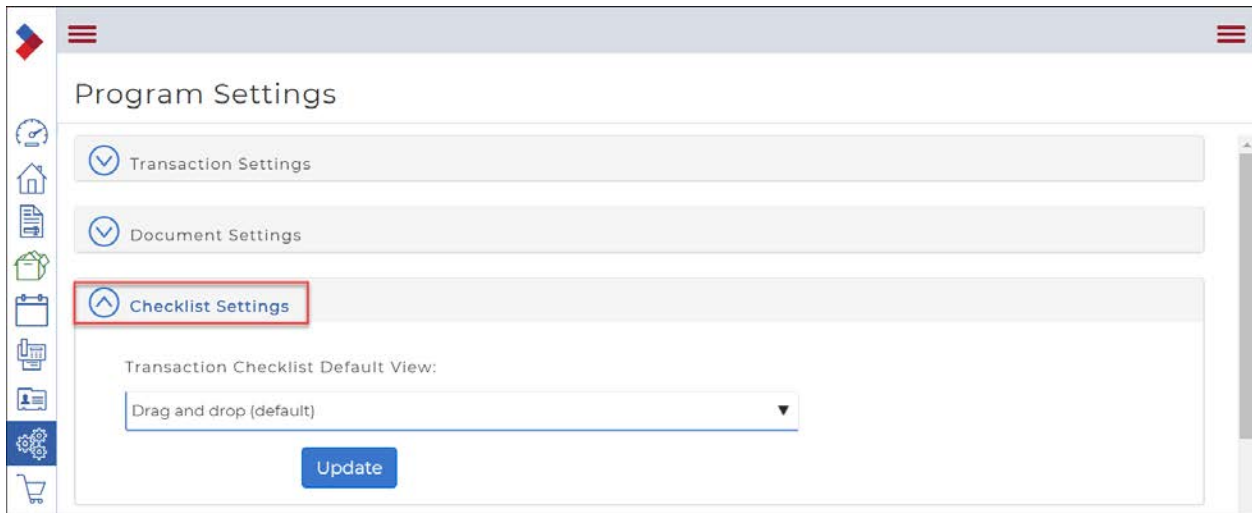 Program Settings
Transaction Settings
Document Settings
Checklist Settings
Transaction Checklist Default View:
Drag and drop (default)
Update